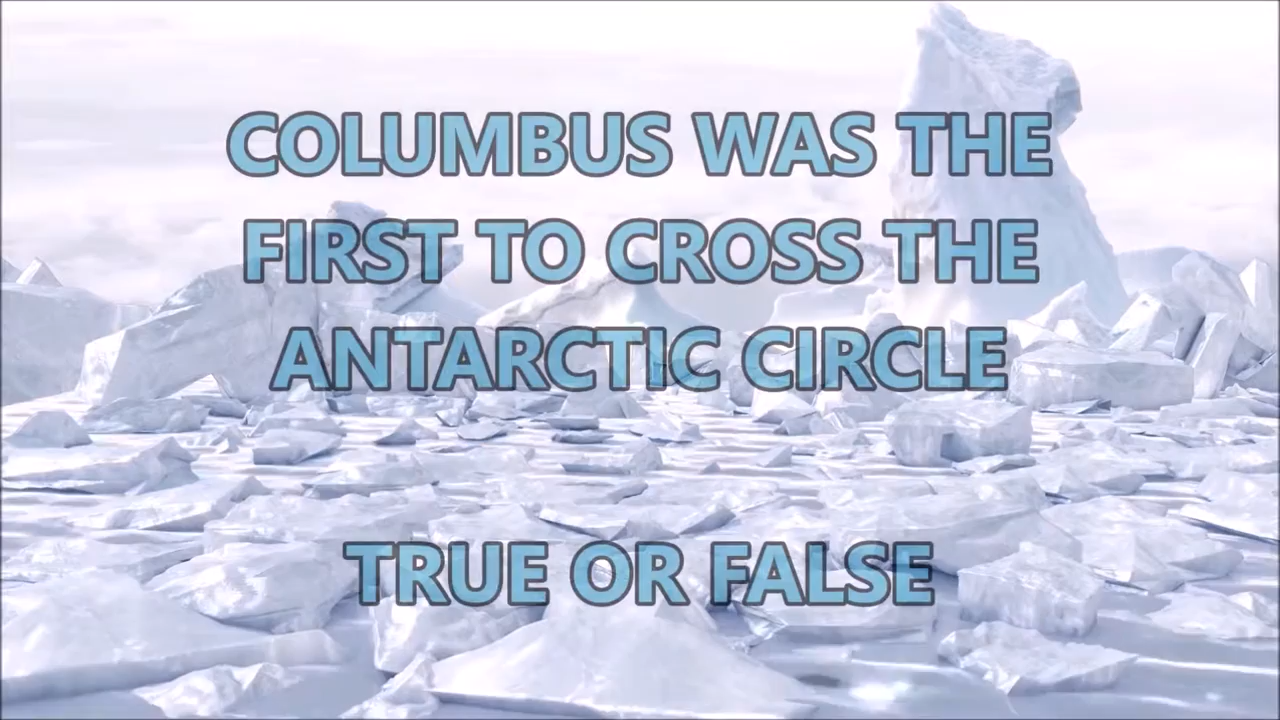 COLUMBUS WAS THE
FIRST TO CROSS THE
ANTARCTIC CIRCLE
TRUE OR FALSE